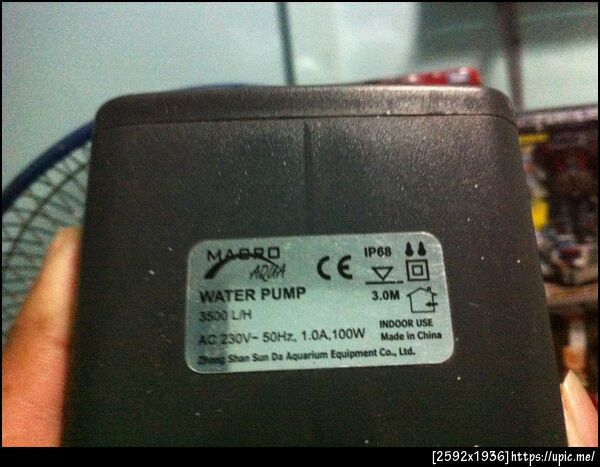 MACRO
AQUA
CE
IP68
WATER PUMP
3.0M
3500 L/H
INDOOR USE
AC 230V~ 50Hz, 1.0A,100W
Made in China
Zhong Shan Sun Da Aquarium Equipment Co., Ltd.
[2592x1936]https://upic.me/